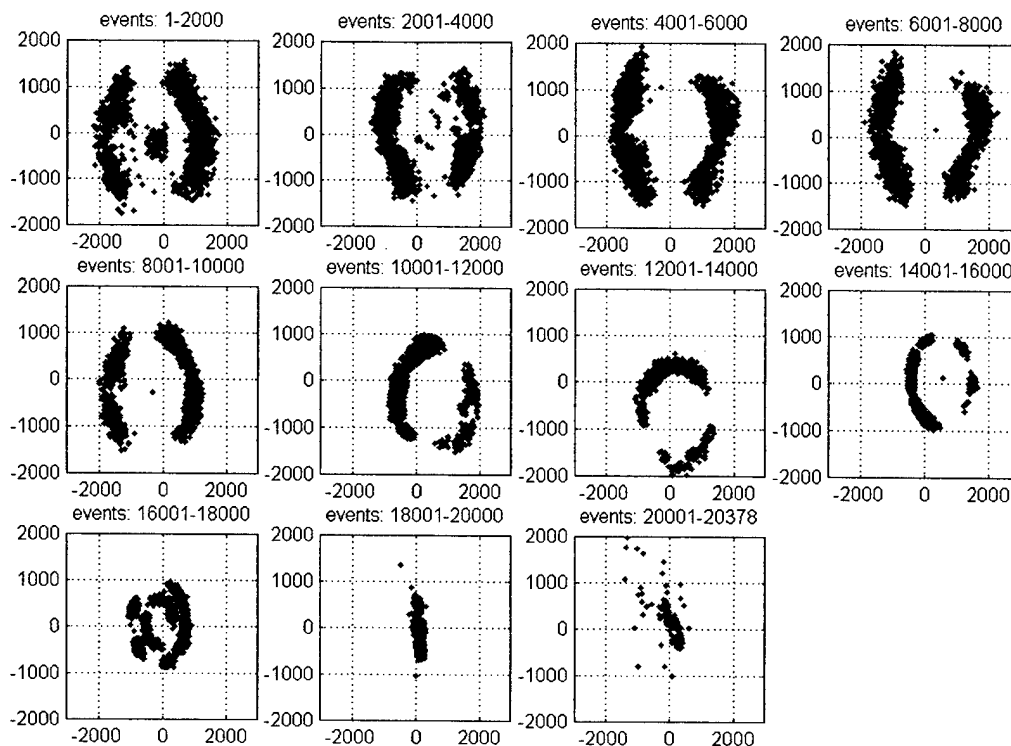 events: 1-2000
events: 2001-4000
events: 4001-6000
events: 6001-8000
2000 2000 2000 2000
1000 1000 1000 1000
0 0 0 0
-1000 -1000 -1000 -1000
-2000 -2000 -2000 -2000
-2000 0 2000 -2000 0 2000 -2000 0 2000 -2000 0 2000
events: 8001-10000
events: 10001-12000
events: 12001-14000
events: 14001-16000
2000 2000 2000 2000
1000 1000 1000 1000
0 0 0 0
-1000 -1000 -1000 -1000
-2000 -2000 -2000 -2000
-2000 0 2000 -2000 0 2000 -2000 0 2000 -2000 0 2000
events: 16001-18000
events: 18001-20000
events: 20001-20378
2000 2000 2000
1000 1000 1000
0 0 0
-1000 -1000 -1000
-2000 -2000 -2000
-2000 0 2000 -2000 0 2000 -2000 0 2000